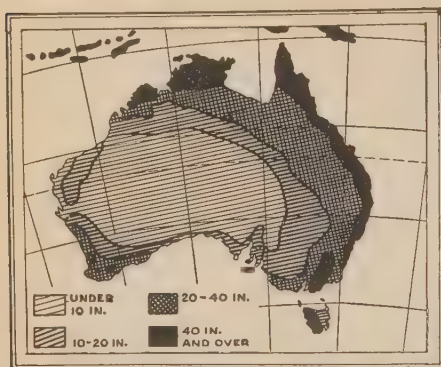 UNDER
10 IN.
10-20 IN.
20-40 IN.
40 IN.
AND OVER